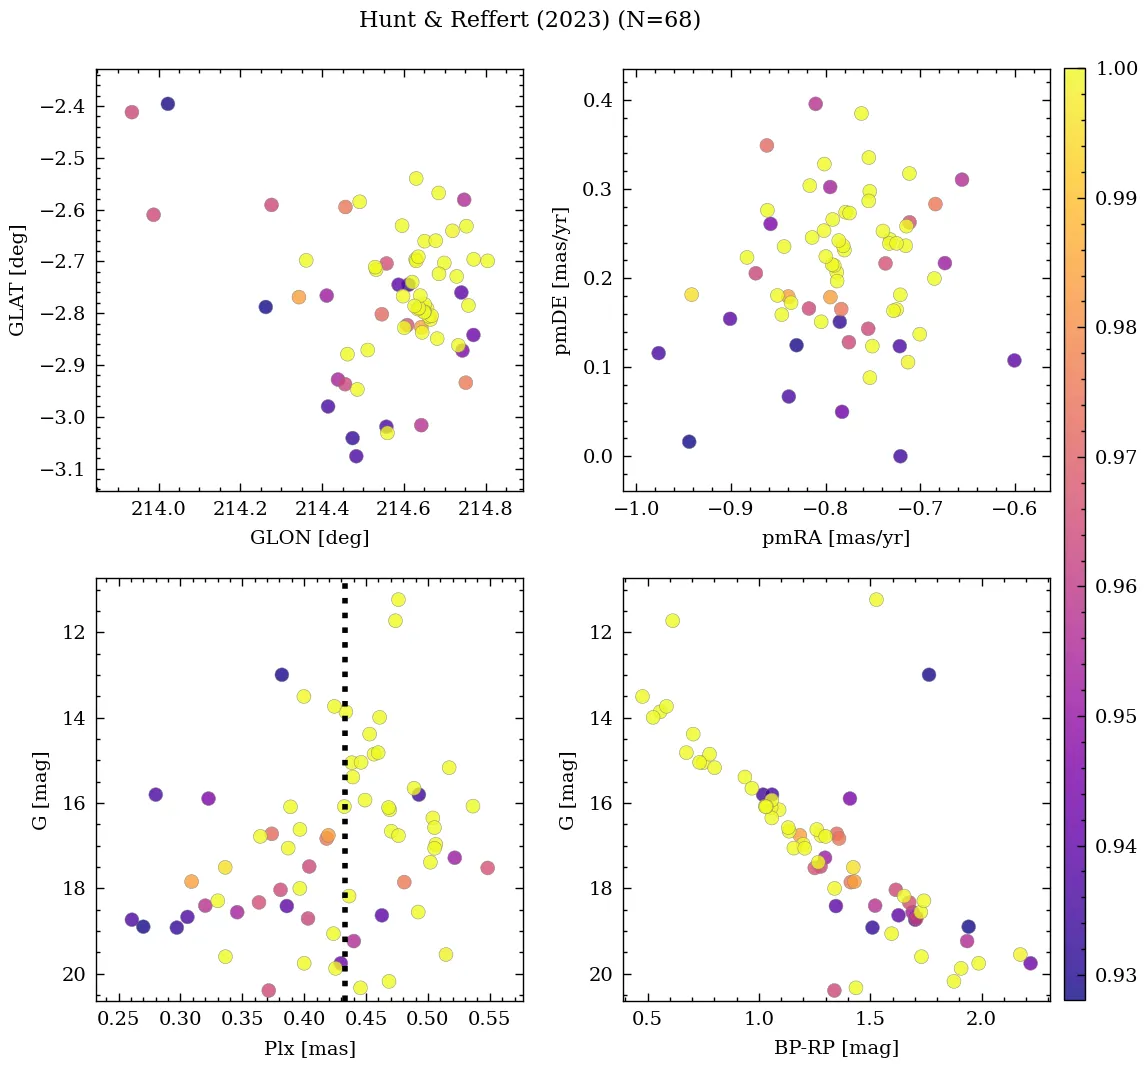 Hunt & Reffert (2023) (N=68)
GLAT [deg]
−2.4
−2.5
−2.6
−2.7
−2.8
−2.9
−3.0
−3.1
214.0 214.2 214.4 214.6 214.8
GLON [deg]
pmDE [mas/yr]
0.4
0.3
0.2
0.1
0.0
−1.0 −0.9 −0.8 −0.7 −0.6
pmRA [mas/yr]
G [mag]
12
14
16
18
20
0.25 0.30 0.35 0.40 0.45 0.50 0.55
Plx [mas]
G [mag]
12
14
16
18
20
0.5 1.0 1.5 2.0
BP-RP [mag]
1.00
0.99
0.98
0.97
0.96
0.95
0.94
0.93